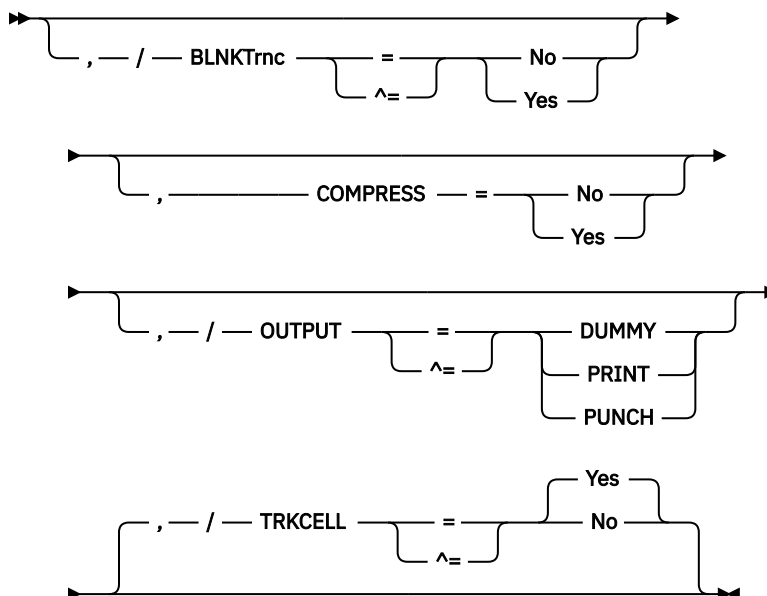 , / BLNKTrnc = No
^= Yes
, COMPRESS = No
Yes
, / OUTPUT = DUMMY
^= PRINT
PUNCH
Yes
, / TRKCELL = No
^=